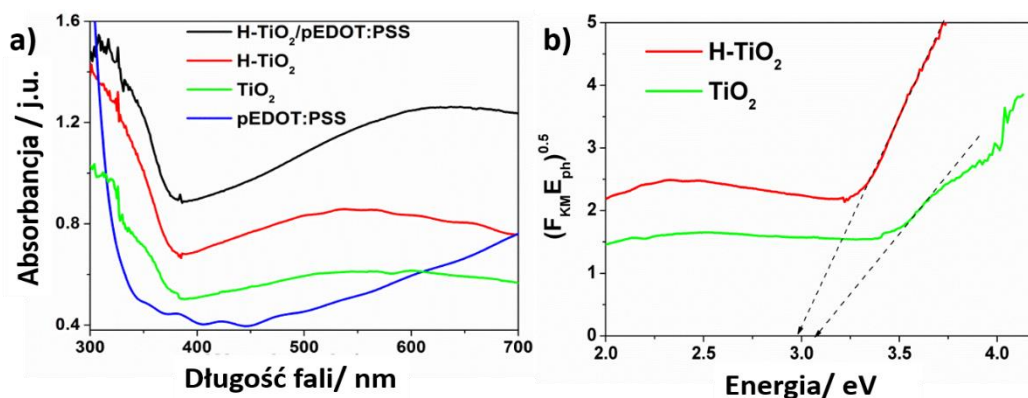 a)
1.6
1.2
0.8
0.4
Absorbancja / j.u.
H-TiO₂/pEDOT:PSS
H-TiO₂
TiO₂
pEDOT:PSS
300 400 500 600 700
Długość fali/ nm
b)
5
4
3
2
1
0
(F_KM E_ph)^0.5
H-TiO₂
TiO₂
2.0 2.5 3.0 3.5 4.0
Energia/ eV